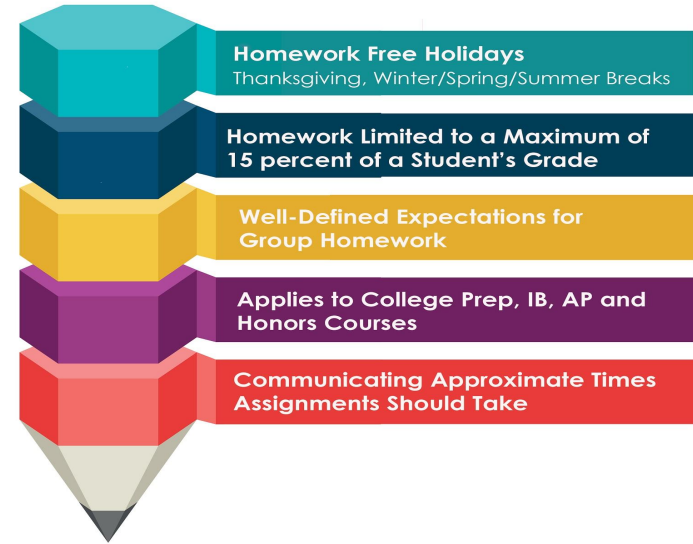 Homework Free Holidays
Thanksgiving, Winter/Spring/Summer Breaks
Homework Limited to a Maximum of
15 percent of a Student's Grade
Well-Defined Expectations for
Group Homework
Applies to College Prep, IB, AP and
Honors Courses
Communicating Approximate Times
Assignments Should Take